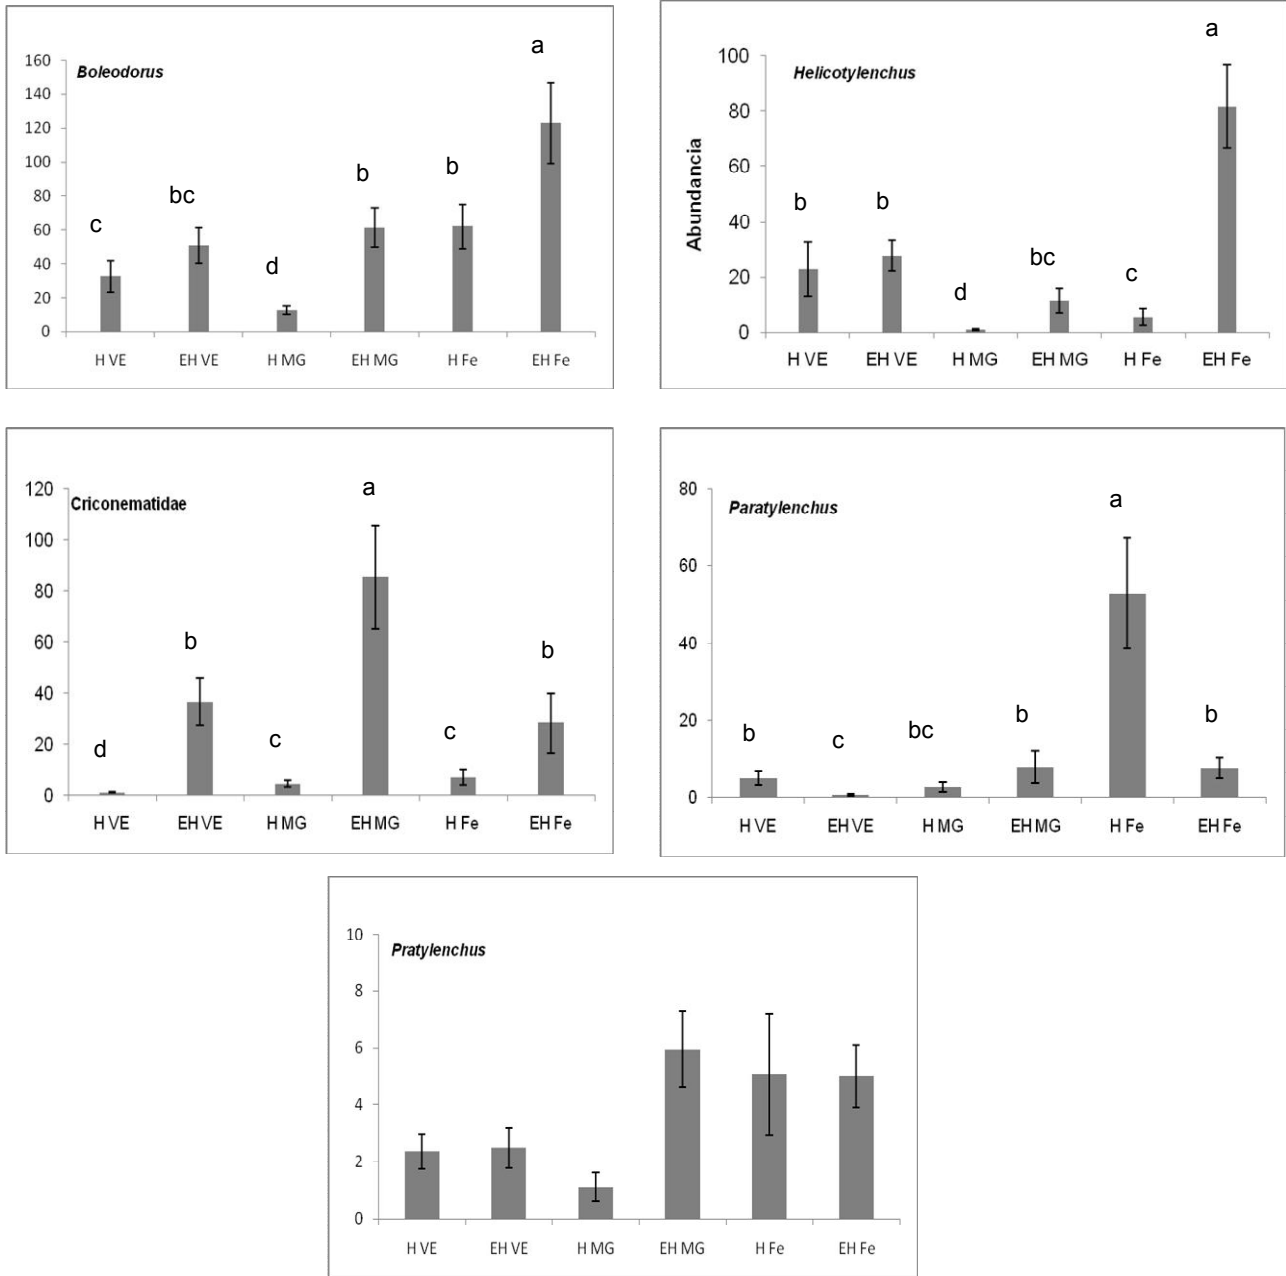 Boleodorus
160
140
120
100
80
60
40
20
0
c
bc
d
b
b
a
H VE
EH VE
H MG
EH MG
H Fe
EH Fe
Helicotylenchus
Abundancia
100
80
60
40
20
0
b
b
d
bc
c
a
H VE
EH VE
H MG
EH MG
H Fe
EH Fe
Criconematidae
120
100
80
60
40
20
0
d
b
c
a
c
b
H VE
EH VE
H MG
EH MG
H Fe
EH Fe
Paratylenchus
80
60
40
20
0
b
c
bc
b
a
b
H VE
EH VE
H MG
EH MG
H Fe
EH Fe
Pratylenchus
10
8
6
4
2
0
H VE
EH VE
H MG
EH MG
H Fe
EH Fe